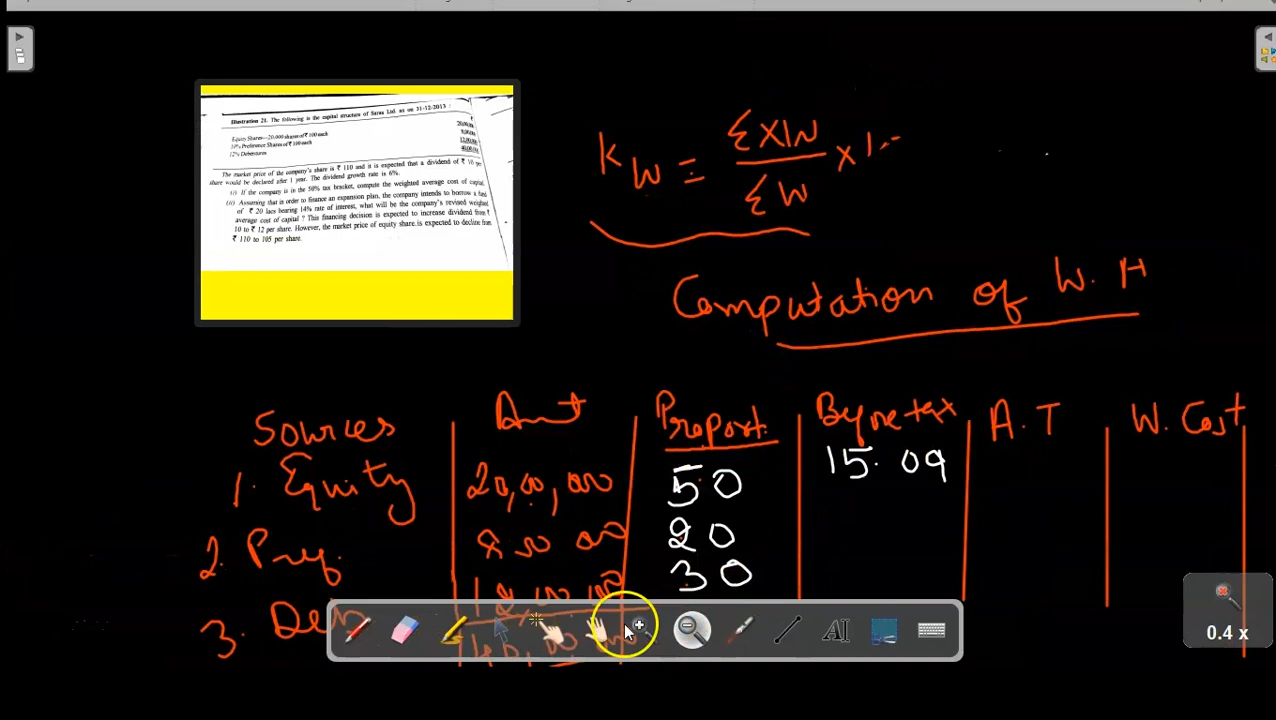 Illustration 21. The following is the capital structure of Saras Ltd. as on 31-12-2013 :
₹
Equity Shares—20,000 shares of ₹ 100 each 20,00,000
10% Preference Shares of ₹ 100 each
12% Debentures
The market price of the company's share is ₹ 110 and it is expected that a dividend of ₹ 10 per
share would be declared after 1 year. The dividend growth rate is 6%.
(i) If the company is in the 50% tax bracket, compute the weighted average cost of capital.
(ii) Assuming that in order to finance an expansion plan, the company intends to borrow a fund
of ₹ 20 lacs bearing 14% rate of interest, what will be the company's revised weighted
average cost of capital ? This financing decision is expected to increase dividend from ₹
10 to ₹ 12 per share. However, the market price of equity share is expected to decline from
₹ 110 to 105 per share.
KW = ΣXW
ΣW
Computation of W. A
Sources Amt Proport. Before tax A.T W. Cost
1. Equity 20,00,000 50 15.09
2. Pref. 20
3. 30
AI
0.4 x